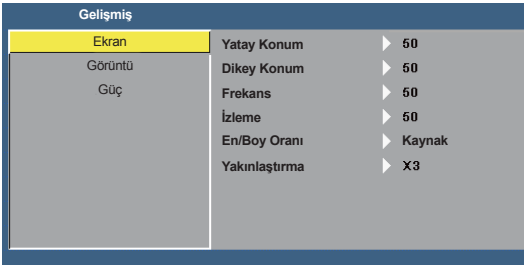 Gelişmiş
Ekran
Görüntü
Güç
Yatay Konum 50
Dikey Konum 50
Frekans 50
İzleme 50
En/Boy Oranı Kaynak
Yakınlaştırma X3